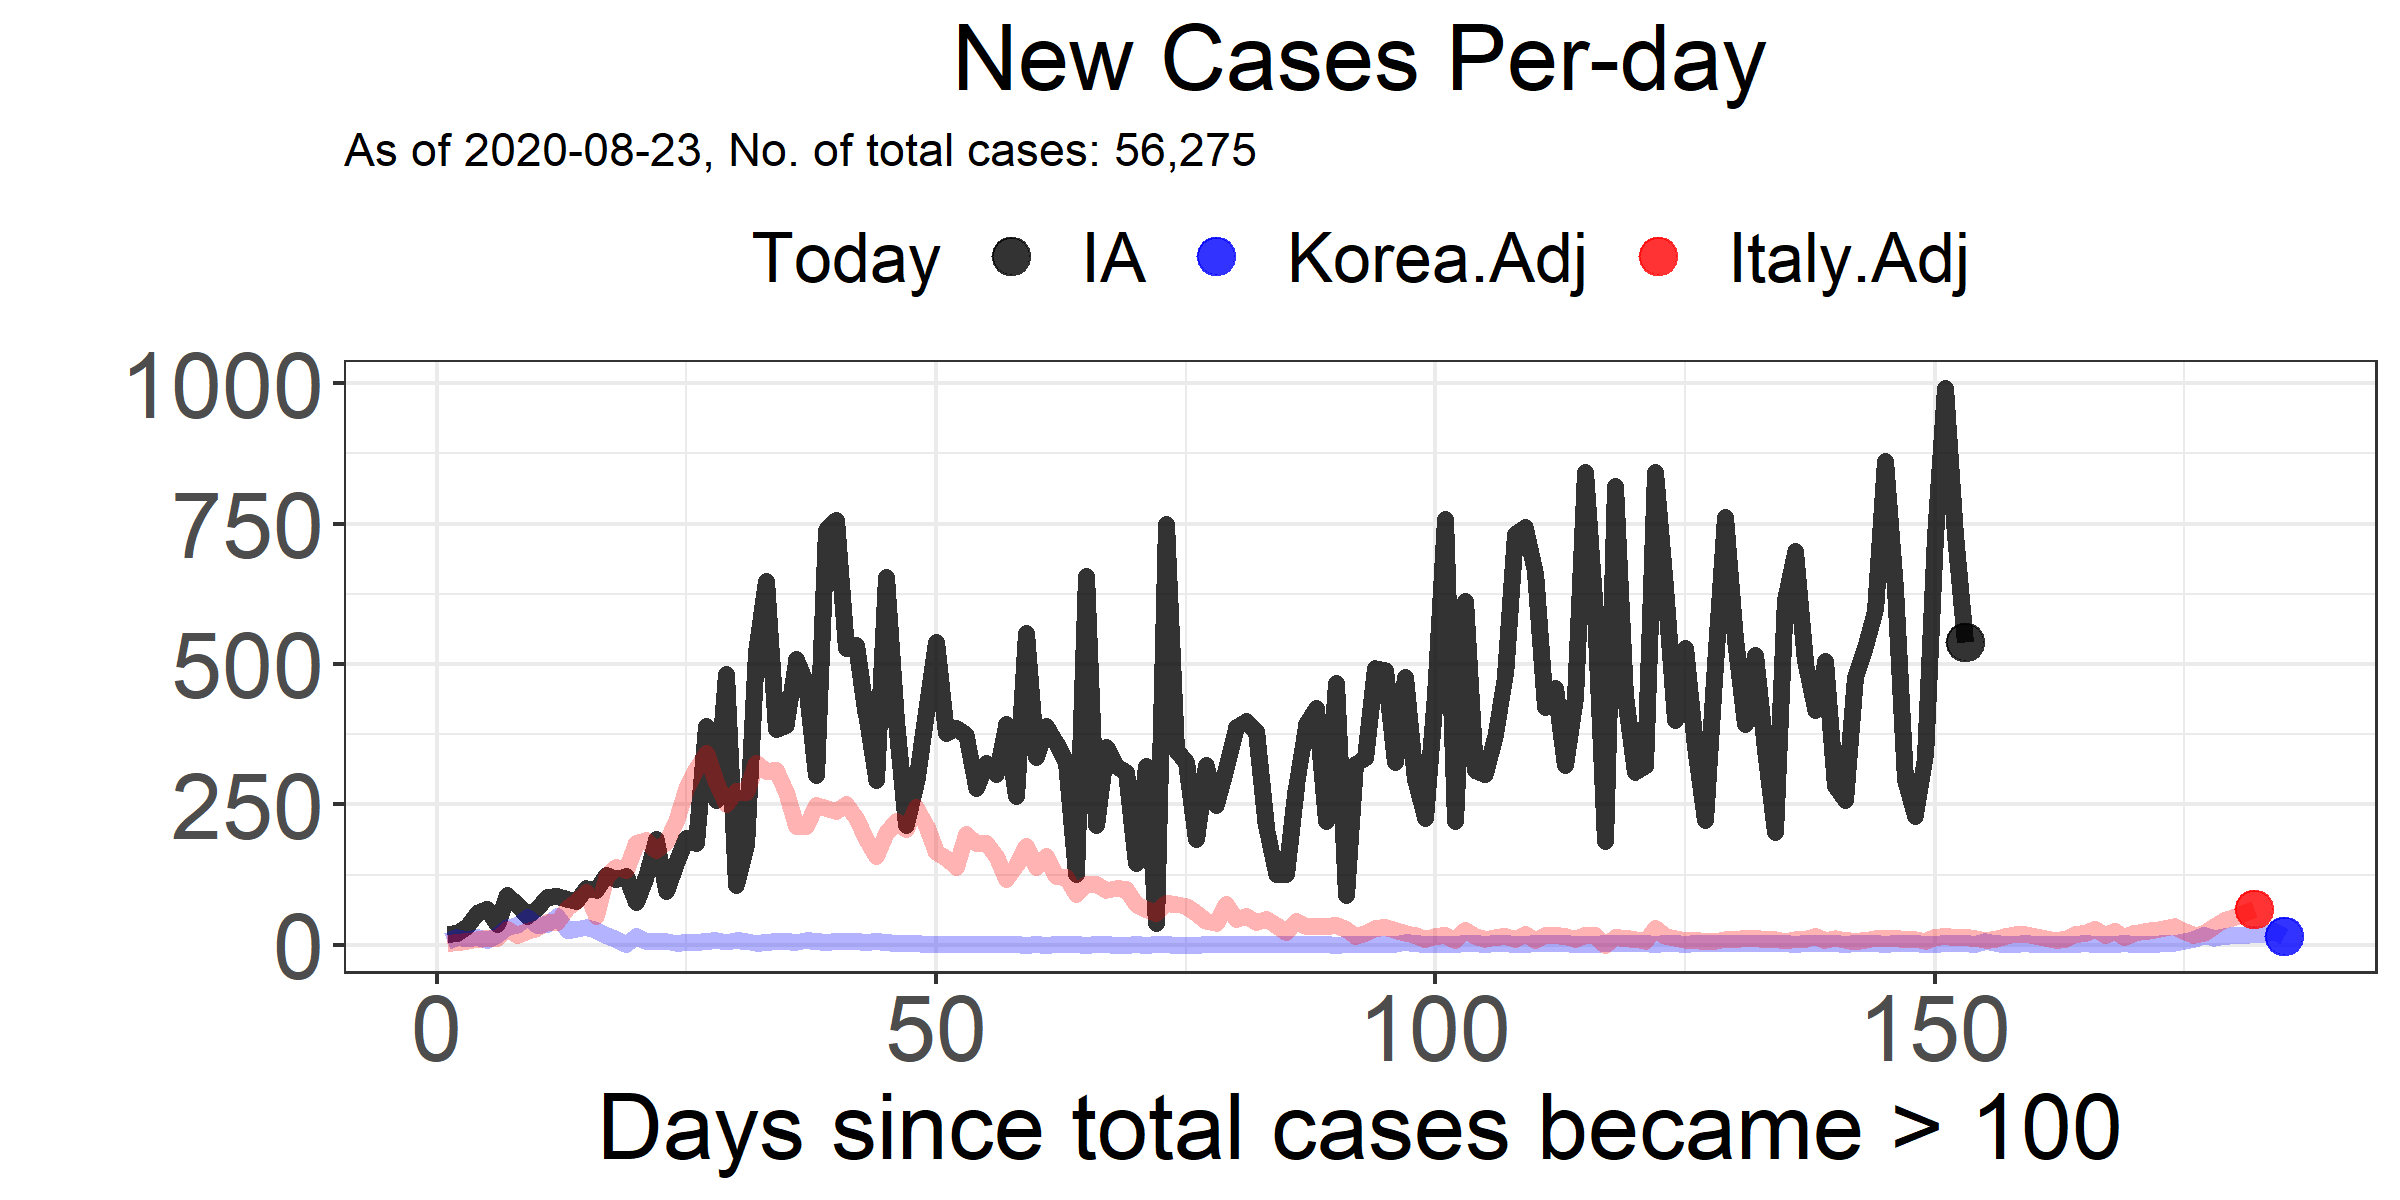 New Cases Per-day
As of 2020-08-23, No. of total cases: 56,275
Today IA Korea.Adj Italy.Adj
1000
750
500
250
0
0 50 100 150
Days since total cases became > 100